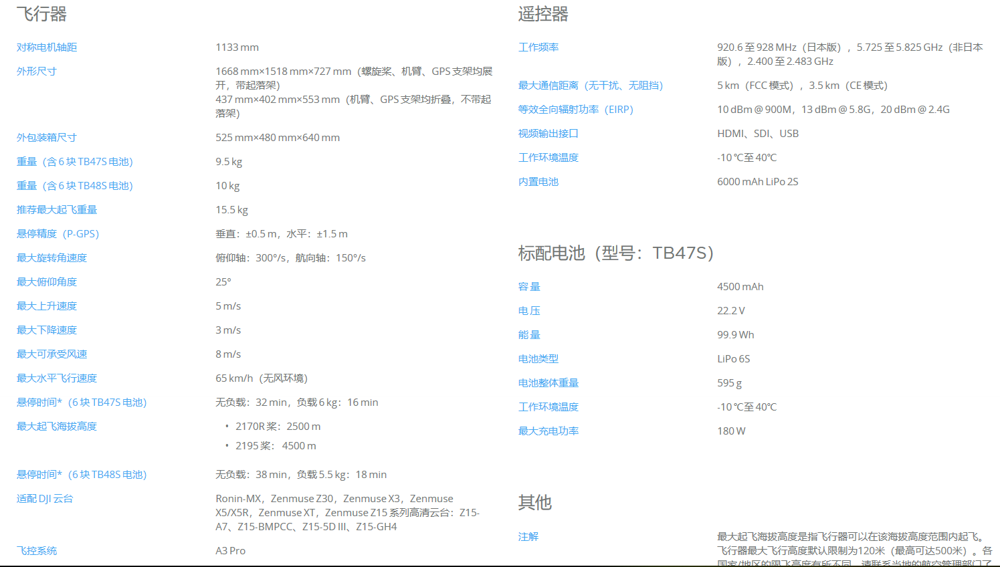 飞行器
对称电机轴距 1133 mm
外形尺寸 1668 mm×1518 mm×727 mm（螺旋桨、机臂、GPS 支架均展
开，带起落架）
437 mm×402 mm×553 mm（机臂、GPS 支架均折叠，不带起
落架）
外包装箱尺寸 525 mm×480 mm×640 mm
重量（含 6 块 TB47S 电池） 9.5 kg
重量（含 6 块 TB48S 电池） 10 kg
推荐最大起飞重量 15.5 kg
悬停精度（P-GPS） 垂直：±0.5 m，水平：±1.5 m
最大旋转角速度 俯仰轴：300°/s，航向轴：150°/s
最大俯仰角度 25°
最大上升速度 5 m/s
最大下降速度 3 m/s
最大可承受风速 8 m/s
最大水平飞行速度 65 km/h（无风环境）
悬停时间*（6 块 TB47S 电池） 无负载：32 min，负载 6 kg：16 min
最大起飞海拔高度 • 2170R 桨：2500 m
• 2195 桨： 4500 m
悬停时间*（6 块 TB48S 电池） 无负载：38 min，负载 5.5 kg：18 min
适配 DJI 云台 Ronin-MX，Zenmuse Z30，Zenmuse X3，Zenmuse
X5/X5R，Zenmuse XT，Zenmuse Z15 系列高清云台：Z15-
A7、Z15-BMPCC、Z15-5D III、Z15-GH4
飞控系统 A3 Pro
遥控器
工作频率 920.6 至 928 MHz（日本版），5.725 至 5.825 GHz（非日本
版），2.400 至 2.483 GHz
最大通信距离（无干扰、无阻挡） 5 km（FCC 模式），3.5 km（CE 模式）
等效全向辐射功率（EIRP） 10 dBm @ 900M，13 dBm @ 5.8G，20 dBm @ 2.4G
视频输出接口 HDMI、SDI、USB
工作环境温度 -10 ℃至 40℃
内置电池 6000 mAh LiPo 2S
标配电池（型号：TB47S）
容 量 4500 mAh
电 压 22.2 V
能 量 99.9 Wh
电池类型 LiPo 6S
电池整体重量 595 g
工作环境温度 -10 ℃至 40℃
最大充电功率 180 W
其他
注解 最大起飞海拔高度是指飞行器可以在该海拔高度范围内起飞。
飞行器最大飞行高度默认限制为120米（最高可达500米）。各
国家/地区的限飞高度有所不同，请联系当地的航空管理部门了